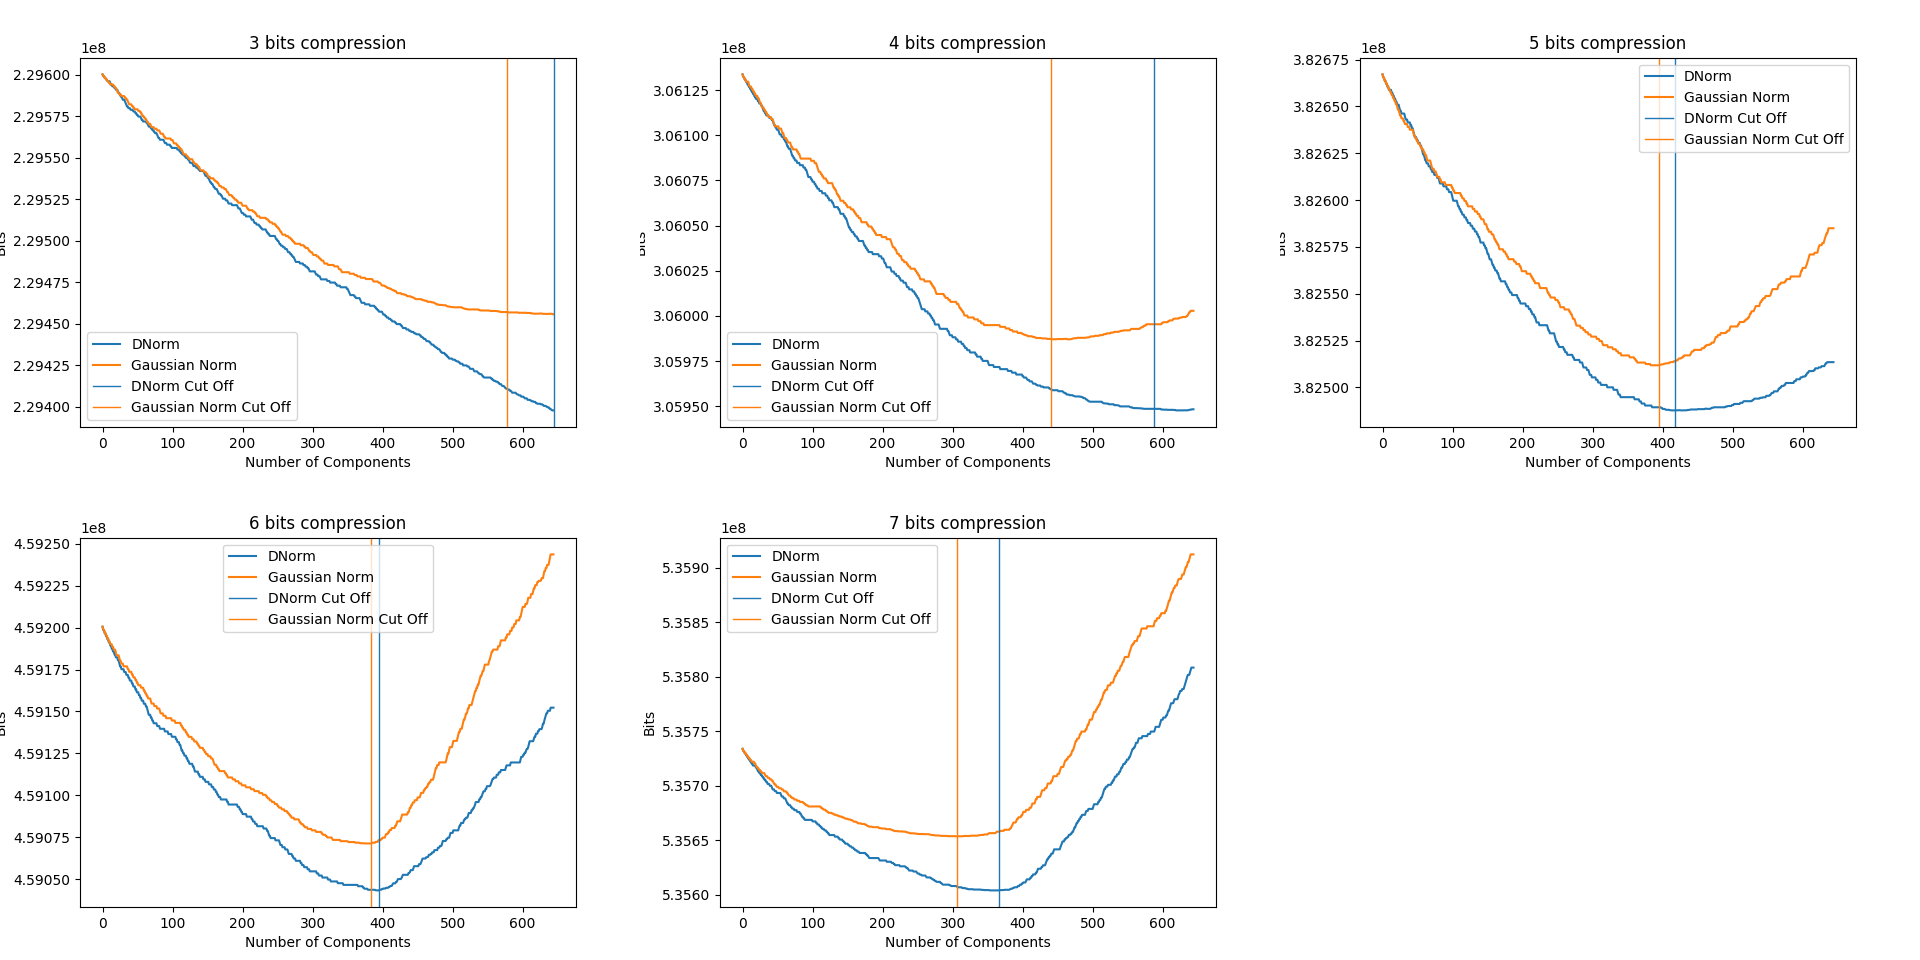 3 bits compression
1e8
2.29600
2.29575
2.29550
2.29525
2.29500
2.29475
2.29450
2.29425
2.29400
Bits
DNorm
Gaussian Norm
DNorm Cut Off
Gaussian Norm Cut Off
0 100 200 300 400 500 600
Number of Components
4 bits compression
1e8
3.06125
3.06100
3.06075
3.06050
3.06025
3.06000
3.05975
3.05950
Bits
DNorm
Gaussian Norm
DNorm Cut Off
Gaussian Norm Cut Off
0 100 200 300 400 500 600
Number of Components
5 bits compression
1e8
3.82675
3.82650
3.82625
3.82600
3.82575
3.82550
3.82525
3.82500
Bits
DNorm
Gaussian Norm
DNorm Cut Off
Gaussian Norm Cut Off
0 100 200 300 400 500 600
Number of Components
6 bits compression
1e8
4.59250
4.59225
4.59200
4.59175
4.59150
4.59125
4.59100
4.59075
4.59050
Bits
DNorm
Gaussian Norm
DNorm Cut Off
Gaussian Norm Cut Off
0 100 200 300 400 500 600
Number of Components
7 bits compression
1e8
5.3590
5.3585
5.3580
5.3575
5.3570
5.3565
5.3560
Bits
DNorm
Gaussian Norm
DNorm Cut Off
Gaussian Norm Cut Off
0 100 200 300 400 500 600
Number of Components